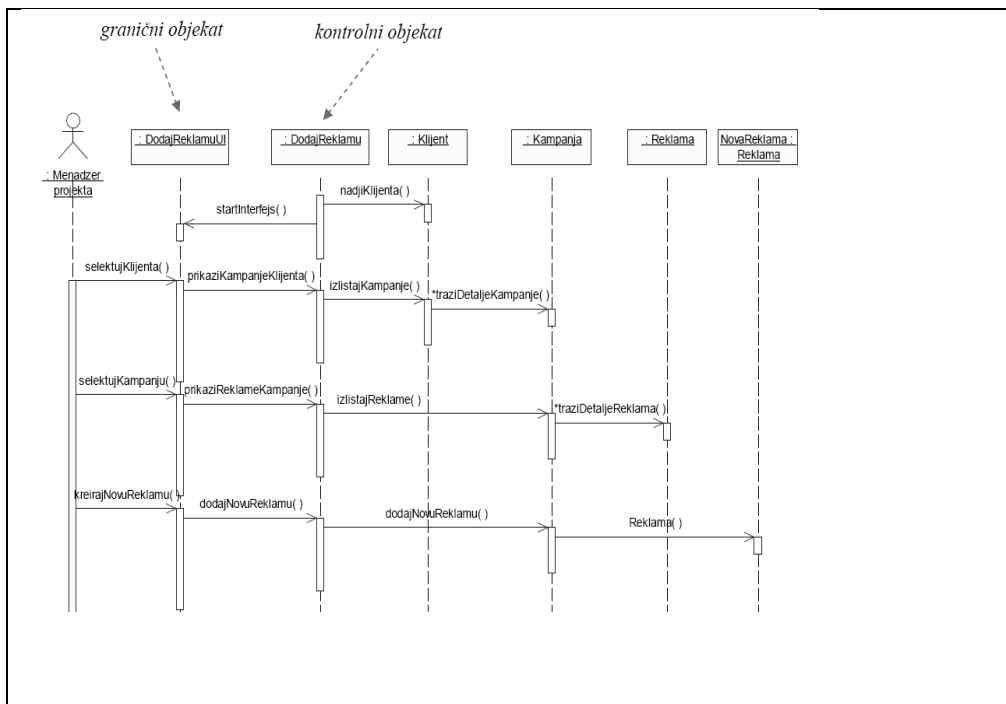 granični objekat
kontrolni objekat
: DodajReklamuUI
: DodajReklamu
: Klijent
: Kampanja
: Reklama
NovaReklama :
Reklama
: Menadzer
projekta
nadjiKlijenta( )
startInterfejs( )
selektujKlijenta( )
prikaziKampanjeKlijenta( )
izlistajKampanje( )
*traziDetaljeKampanje( )
selektujKampanju( )
prikaziReklameKampanje( )
izlistajReklame( )
*traziDetaljeReklama( )
kreirajNovuReklamu( )
dodajNovuReklamu( )
dodajNovuReklamu( )
Reklama( )